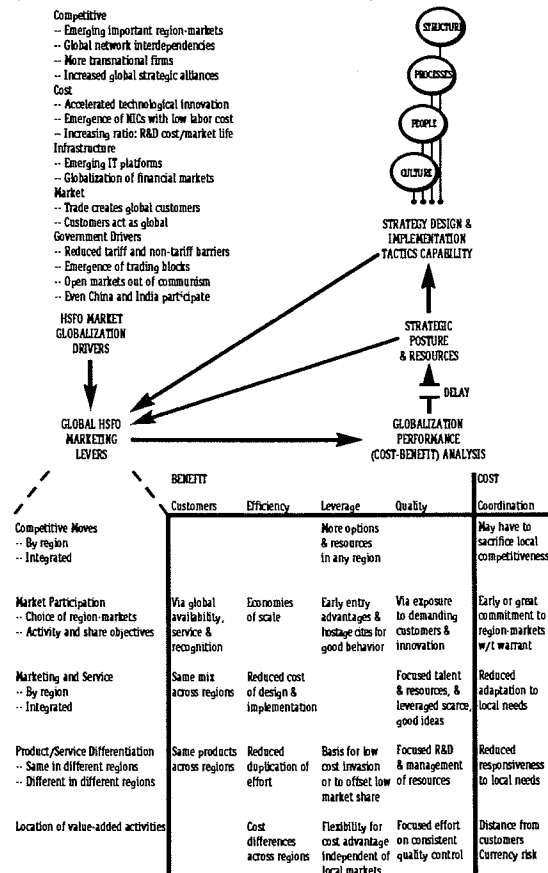 Competitive
-- Emerging important region-markets
-- Global network interdependencies
-- More transnational firms
-- Increased global strategic alliances
Cost
-- Accelerated technological innovation
-- Emergence of NICs with low labor cost
-- Increasing ratio: R&D cost/market life
Infrastructure
-- Emerging IT platforms
-- Globalization of financial markets
Market
-- Trade creates global customers
-- Customers act as global
Government Drivers
-- Reduced tariff and non-tariff barriers
-- Emergence of trading blocks
-- Open markets out of communism
-- Even China and India participate
HSFO MARKET
GLOBALIZATION
DRIVERS
STRUCTURE
PROCESSES
PEOPLE
CULTURE
STRATEGY DESIGN &
IMPLEMENTATION
TACTICS CAPABILITY
STRATEGIC
POSTURE
& RESOURCES
DELAY
GLOBAL HSFO
MARKETING
LEVERS
GLOBALIZATION
PERFORMANCE
(COST-BENEFIT) ANALYSIS
BENEFIT
COST
Customers
Efficiency
Leverage
Quality
Coordination
Competitive Moves
-- By region
-- Integrated
More options
& resources
in any region
May have to
sacrifice local
competitiveness
Market Participation
-- Choice of region-markets
-- Activity and share objectives
Via global
availability,
service &
recognition
Economies
of scale
Early entry
advantages &
hostage cites for
good behavior
Via exposure
to demanding
customers &
innovation
Early or great
commitment to
region-markets
w/t warrant
Marketing and Service
-- By region
-- Integrated
Same mix
across regions
Reduced cost
of design &
implementation
Focused talent
& resources, &
leveraged scarce,
good ideas
Reduced
adaptation to
local needs
Product/Service Differentiation
-- Same in different regions
-- Different in different regions
Same products
across regions
Reduced
duplication of
effort
Basis for low
cost invasion
or to offset low
market share
Focused R&D
& management
of resources
Reduced
responsiveness
to local needs
Location of value-added activities
Cost
differences
across regions
Flexibility for
cost advantage
independent of
local markets
Focused effort
on consistent
quality control
Distance from
customers
Currency risk